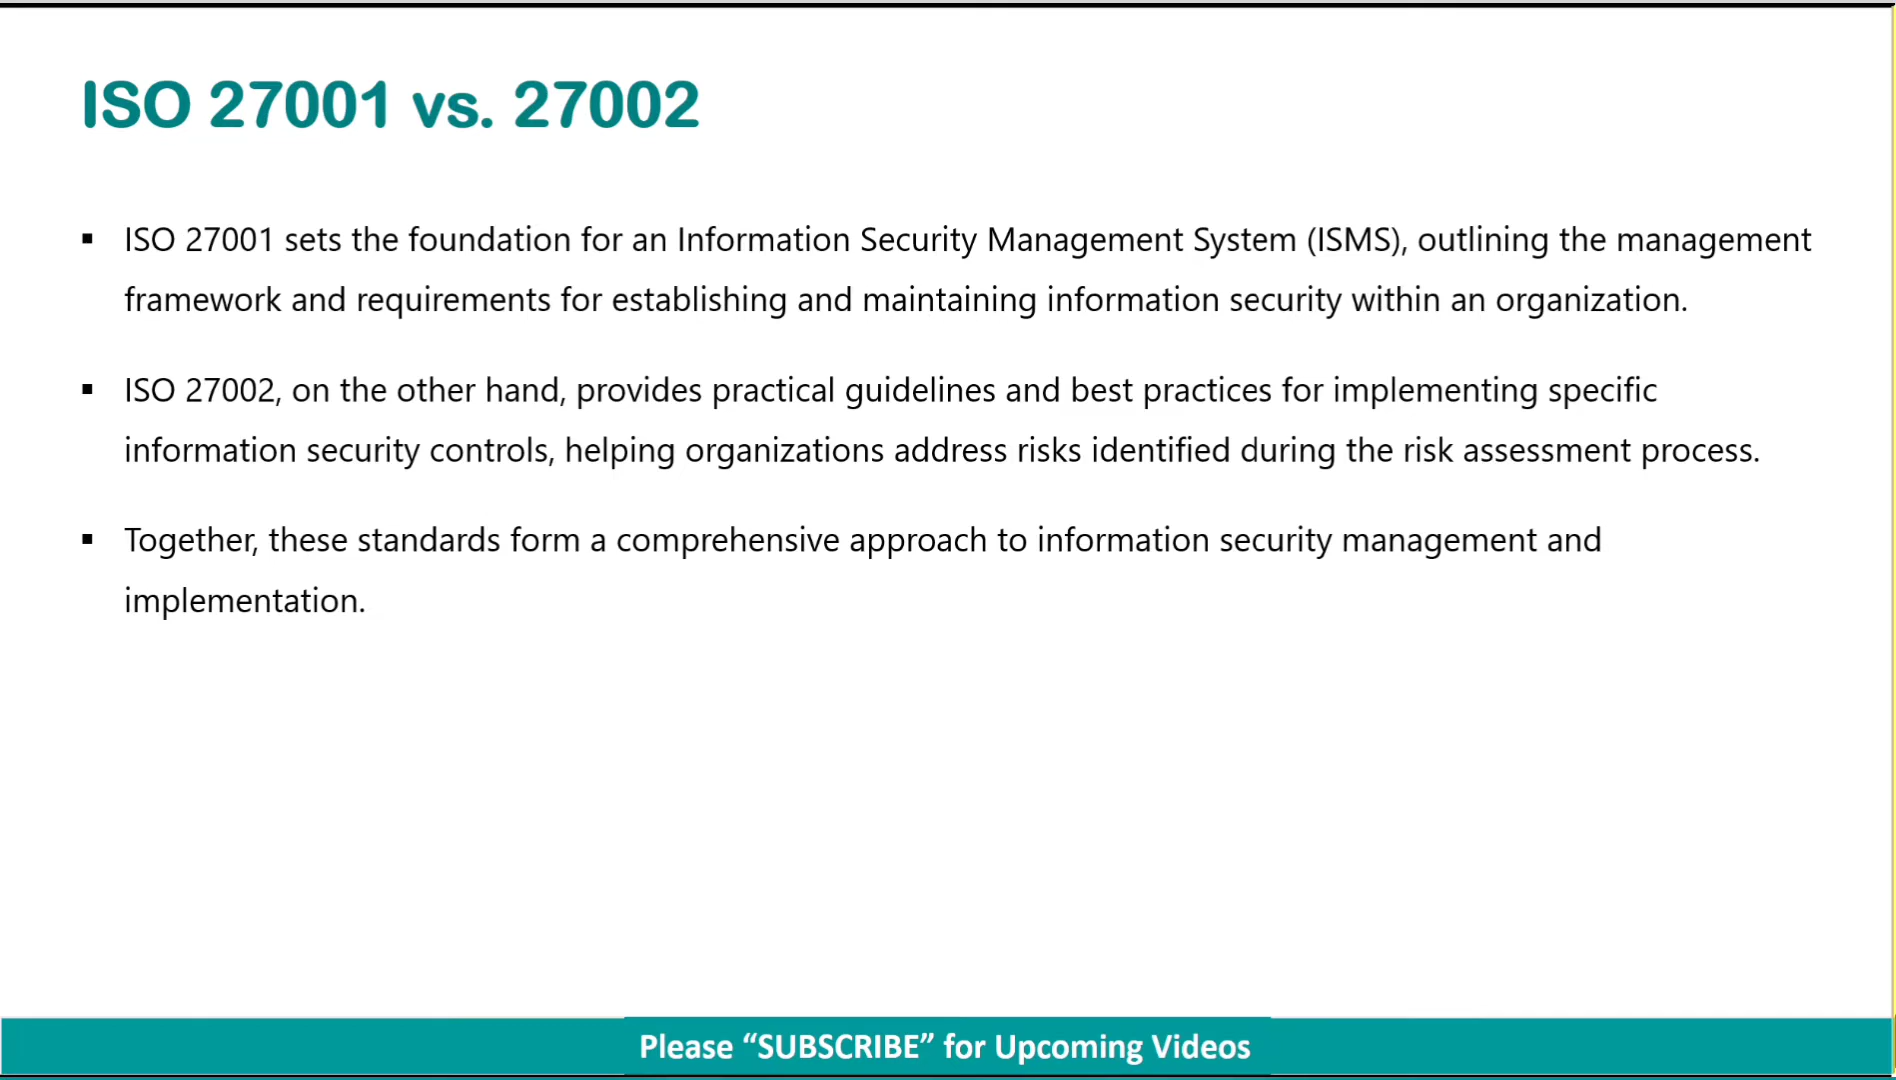 ISO 27001 vs. 27002
▪ ISO 27001 sets the foundation for an Information Security Management System (ISMS), outlining the management
framework and requirements for establishing and maintaining information security within an organization.
▪ ISO 27002, on the other hand, provides practical guidelines and best practices for implementing specific
information security controls, helping organizations address risks identified during the risk assessment process.
▪ Together, these standards form a comprehensive approach to information security management and
implementation.
Please “SUBSCRIBE” for Upcoming Videos